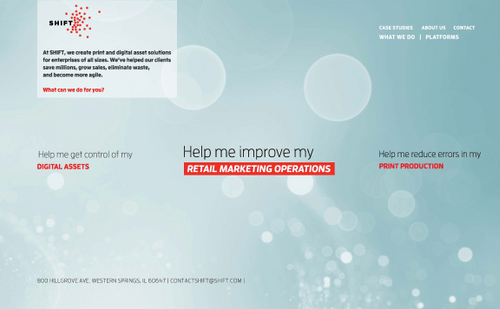 SHIFT
CASE STUDIES ABOUT US CONTACT
WHAT WE DO | PLATFORMS
At SHIFT, we create print and digital asset solutions
for enterprises of all sizes. We've helped our clients
save millions, grow sales, eliminate waste,
and become more agile.
What can we do for you?
Help me get control of my
DIGITAL ASSETS
Help me improve my
RETAIL MARKETING OPERATIONS
Help me reduce errors in my
PRINT PRODUCTION
900 HILLGROVE AVE. WESTERN SPRINGS, IL 60647 | CONTACTSHIFT@SHIFT.COM |